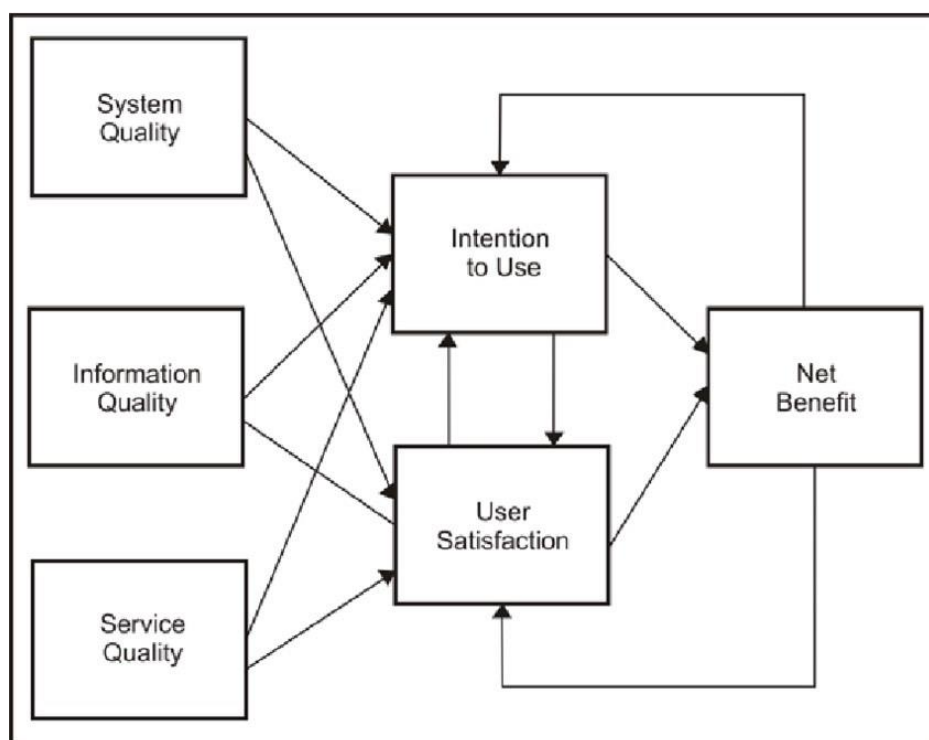 System
Quality
Intention
to Use
Information
Quality
Net
Benefit
User
Satisfaction
Service
Quality